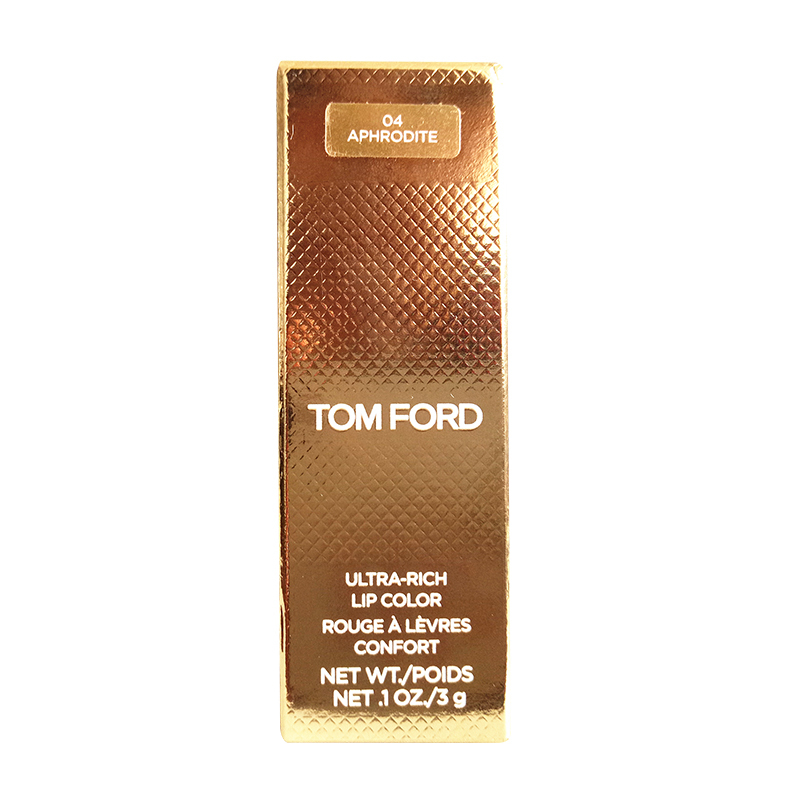 04
APHRODITE
TOM FORD
ULTRA-RICH
LIP COLOR
ROUGE À LÈVRES
CONFORT
NET WT./POIDS
NET .1 OZ./3 g